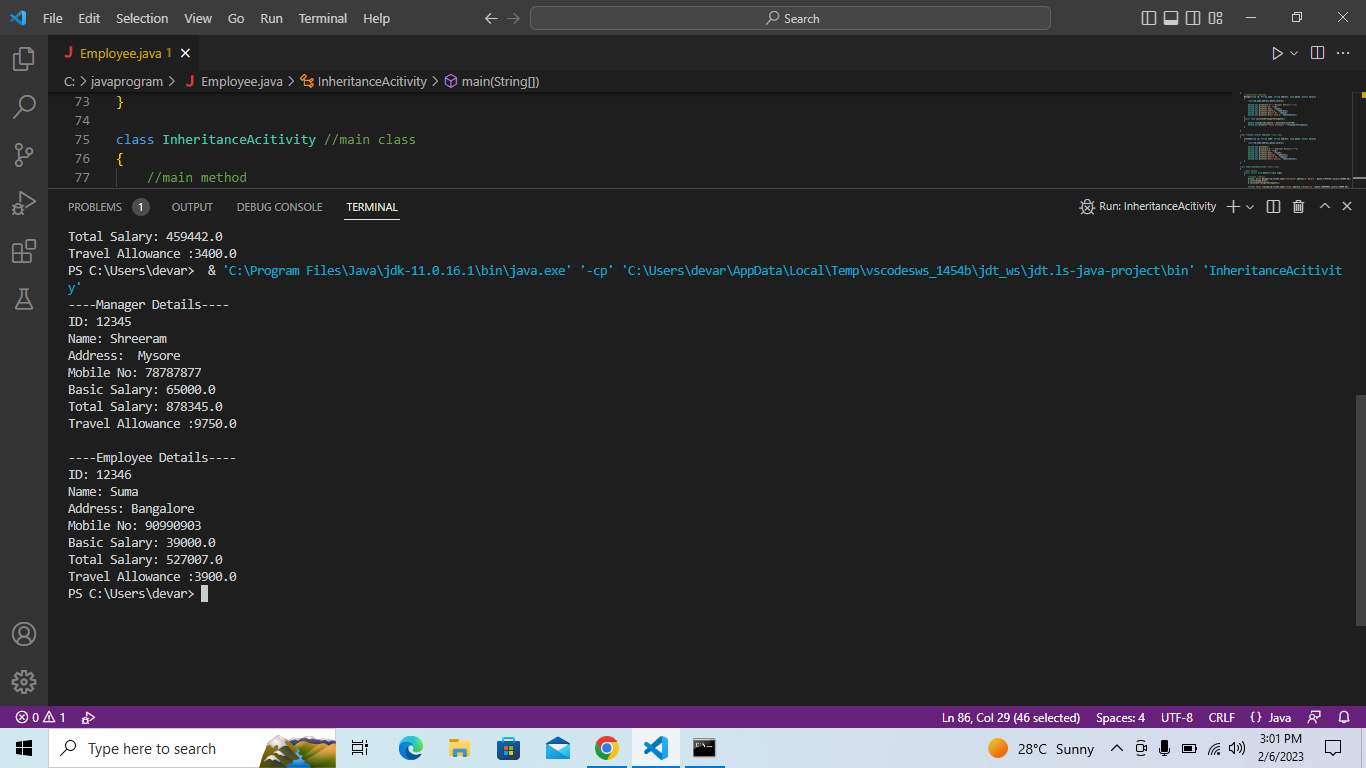 File Edit Selection View Go Run Terminal Help
Search
Employee.java 1
C: > javaprogram > Employee.java > InheritanceAcitivity > main(String[])
73 }
74
75 class InheritanceAcitivity //main class
76 {
77 //main method
PROBLEMS 1 OUTPUT DEBUG CONSOLE TERMINAL
Run: InheritanceAcitivity
Total Salary: 459442.0
Travel Allowance :3400.0
PS C:\Users\devar>  & 'C:\Program Files\Java\jdk-11.0.16.1\bin\java.exe' '-cp' 'C:\Users\devar\AppData\Local\Temp\vscodesws_1454b\jdt_ws\jdt.ls-java-project\bin' 'InheritanceAcitivit
y'
----Manager Details----
ID: 12345
Name: Shreeram
Address:  Mysore
Mobile No: 78787877
Basic Salary: 65000.0
Total Salary: 878345.0
Travel Allowance :9750.0
----Employee Details----
ID: 12346
Name: Suma
Address: Bangalore
Mobile No: 90990903
Basic Salary: 39000.0
Total Salary: 527007.0
Travel Allowance :3900.0
PS C:\Users\devar>
0 1
Ln 86, Col 29 (46 selected) Spaces: 4 UTF-8 CRLF {} Java
Type here to search
28°C Sunny
3:01 PM
2/6/2023